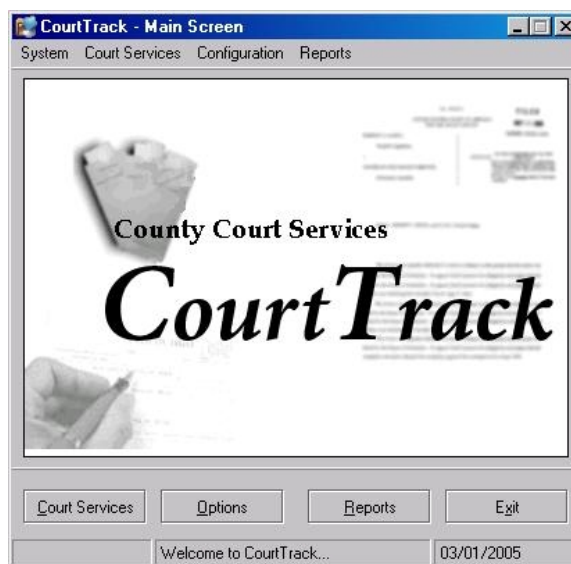 CourtTrack - Main Screen
System Court Services Configuration Reports
County Court Services
CourtTrack
Court Services Options Reports Exit
Welcome to CourtTrack... 03/01/2005